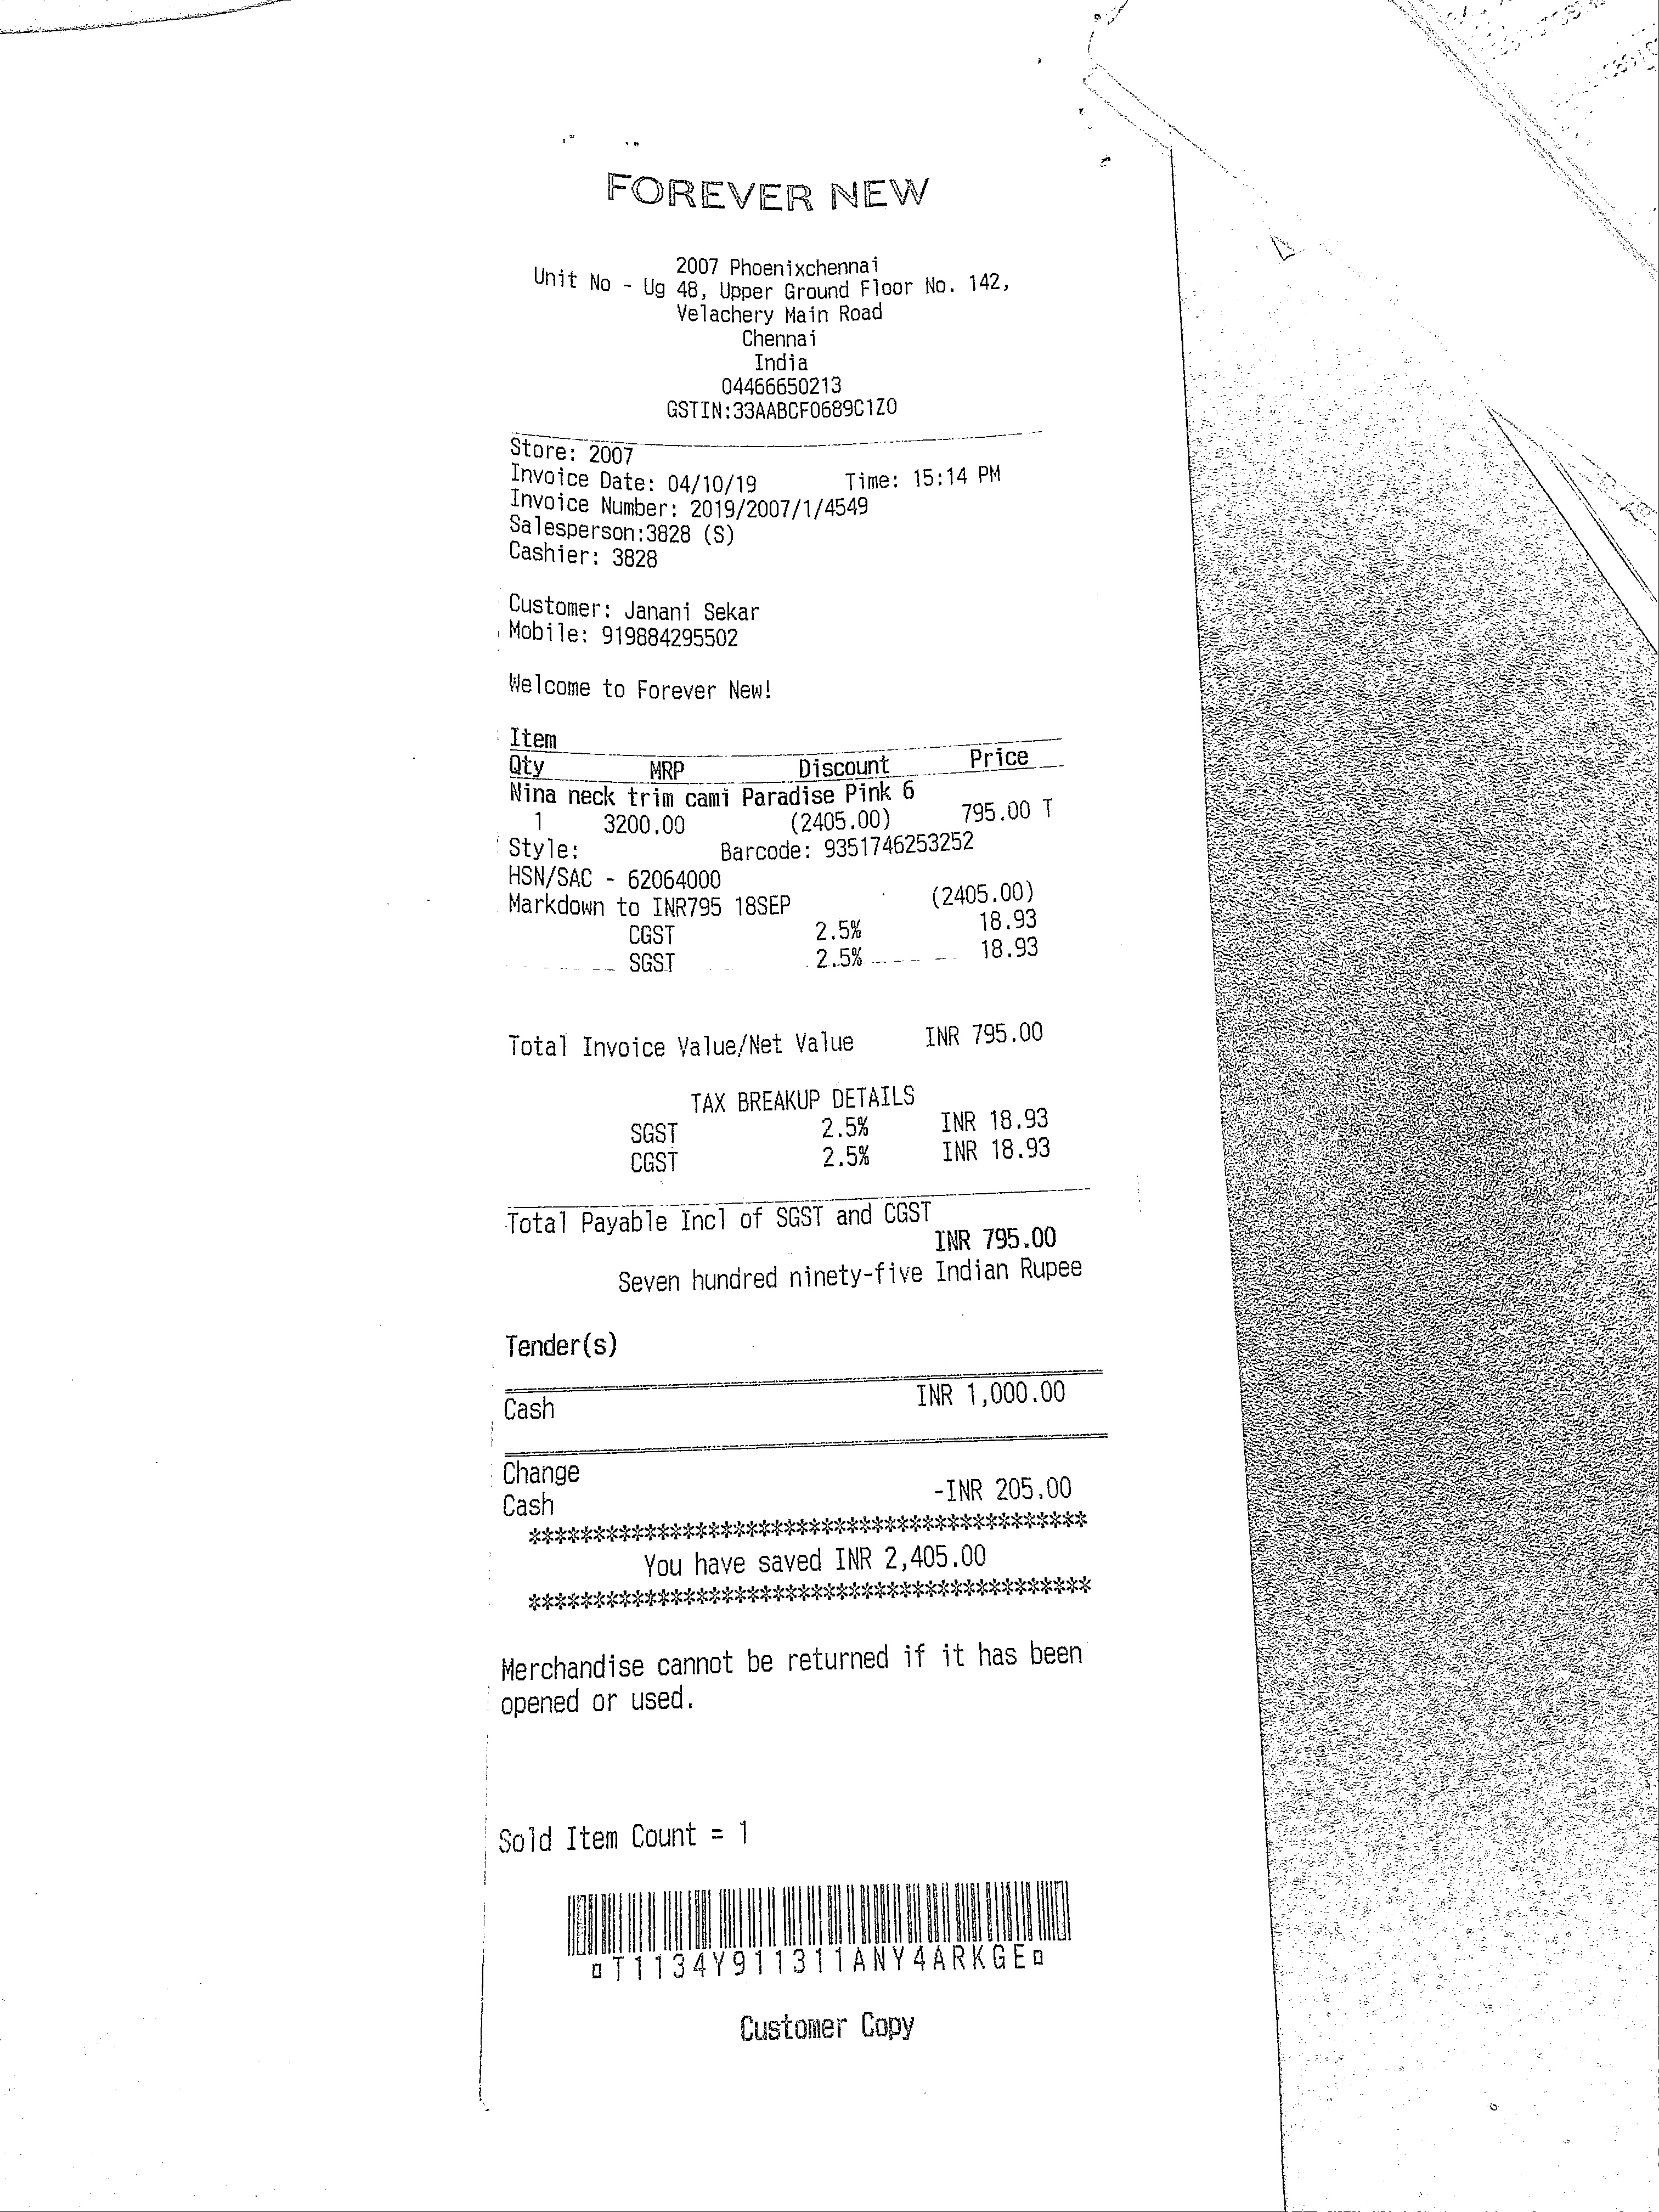 FOREVER NEW
2007 Phoenixchennai
Unit No - Ug 48, Upper Ground Floor No. 142,
Velachery Main Road
Chennai
India
04466650213
GSTIN:33AABCF0689C1Z0
Store: 2007
Invoice Date: 04/10/19 Time: 15:14 PM
Invoice Number: 2019/2007/1/4549
Salesperson:3828 (S)
Cashier: 3828
Customer: Janani Sekar
Mobile: 919884295502
Welcome to Forever New!
Item
Qty MRP Discount Price
Nina neck trim cami Paradise Pink 6
1 3200.00 (2405.00) 795.00 T
Style: Barcode: 9351746253252
HSN/SAC - 62064000
Markdown to INR795 18SEP (2405.00)
CGST 2.5% 18.93
SGST 2.5% 18.93
Total Invoice Value/Net Value INR 795.00
TAX BREAKUP DETAILS
SGST 2.5% INR 18.93
CGST 2.5% INR 18.93
Total Payable Incl of SGST and CGST
INR 795.00
Seven hundred ninety-five Indian Rupee
Tender(s)
Cash INR 1,000.00
Change
Cash -INR 205.00
********************************************
You have saved INR 2,405.00
********************************************
Merchandise cannot be returned if it has been
opened or used.
Sold Item Count = 1
¤T1134Y911311ANY4ARKGE¤
Customer Copy